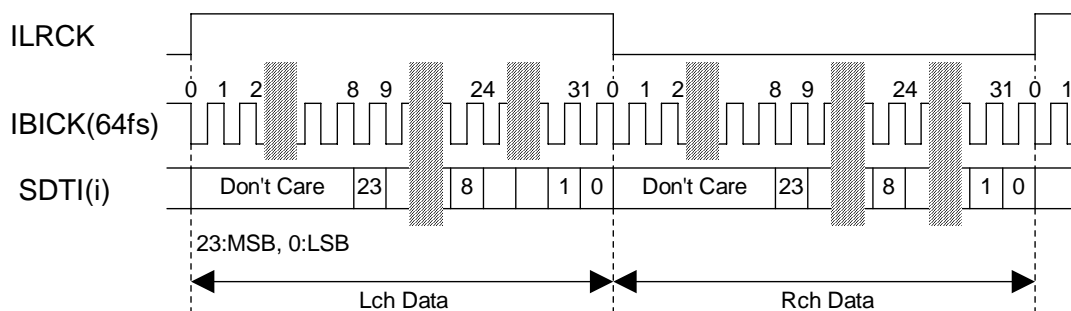 ILRCK
0 1 2 8 9 24 31 0 1 2 8 9 24 31 0 1
IBICK(64fs)
SDTI(i) Don't Care 23 8 1 0 Don't Care 23 8 1 0
23:MSB, 0:LSB
Lch Data Rch Data